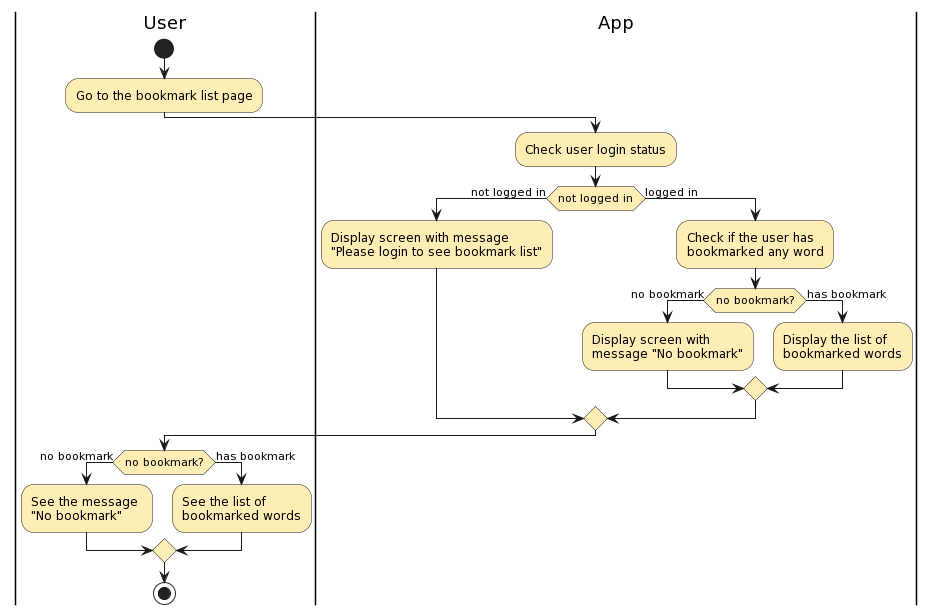 User
App
Go to the bookmark list page
Check user login status
not logged in
not logged in
logged in
Display screen with message
"Please login to see bookmark list"
Check if the user has
bookmarked any word
no bookmark
no bookmark?
has bookmark
Display screen with
message "No bookmark"
Display the list of
bookmarked words
no bookmark
no bookmark?
has bookmark
See the message
"No bookmark"
See the list of
bookmarked words